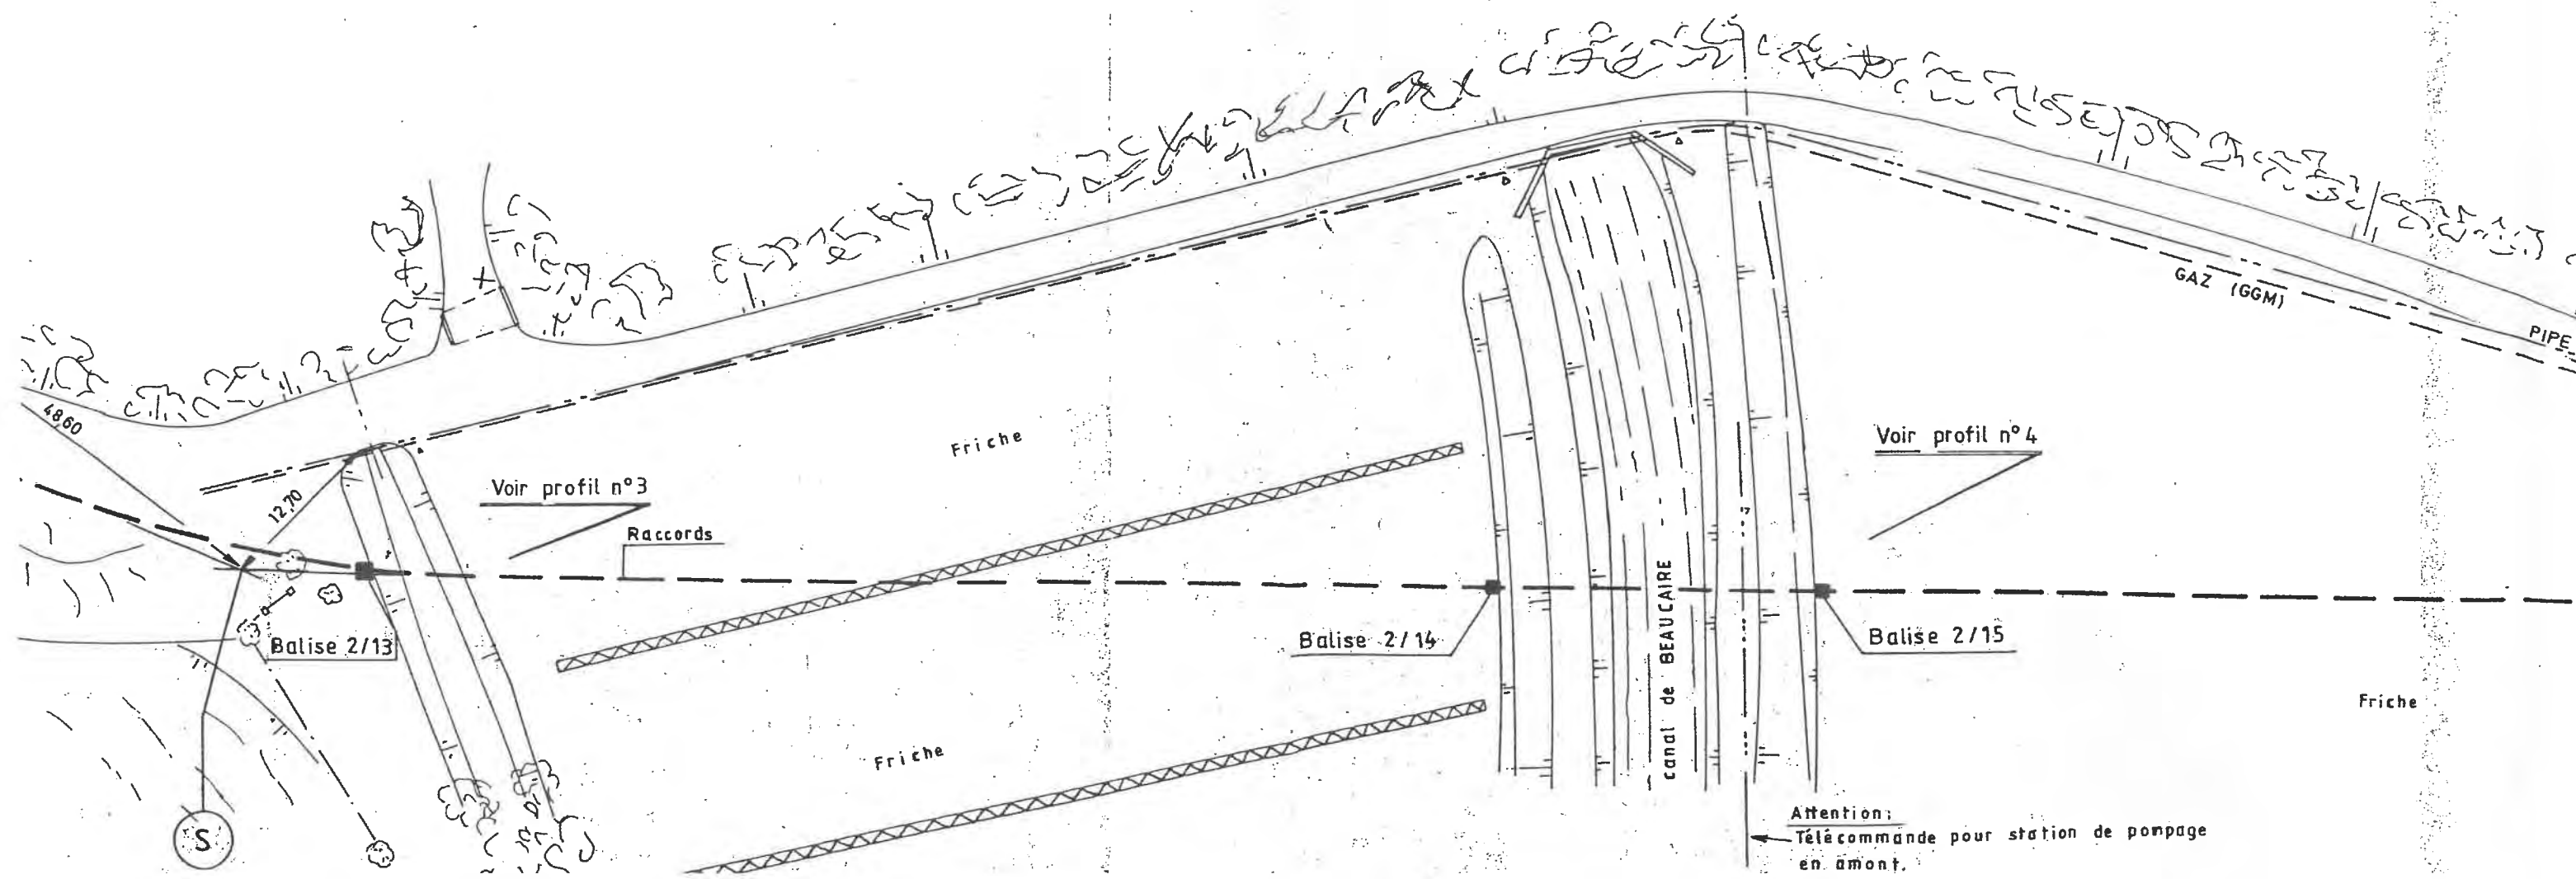 GAZ (GGM)
PIPE
48,60
12,70
Voir profil n°3
Raccords
Friche
Voir profil n°4
Balise 2/13
Balise 2/14
canal de BEAUCAIRE
Balise 2/15
Friche
Friche
S
Attention:
Télécommande pour station de pompage
en amont.